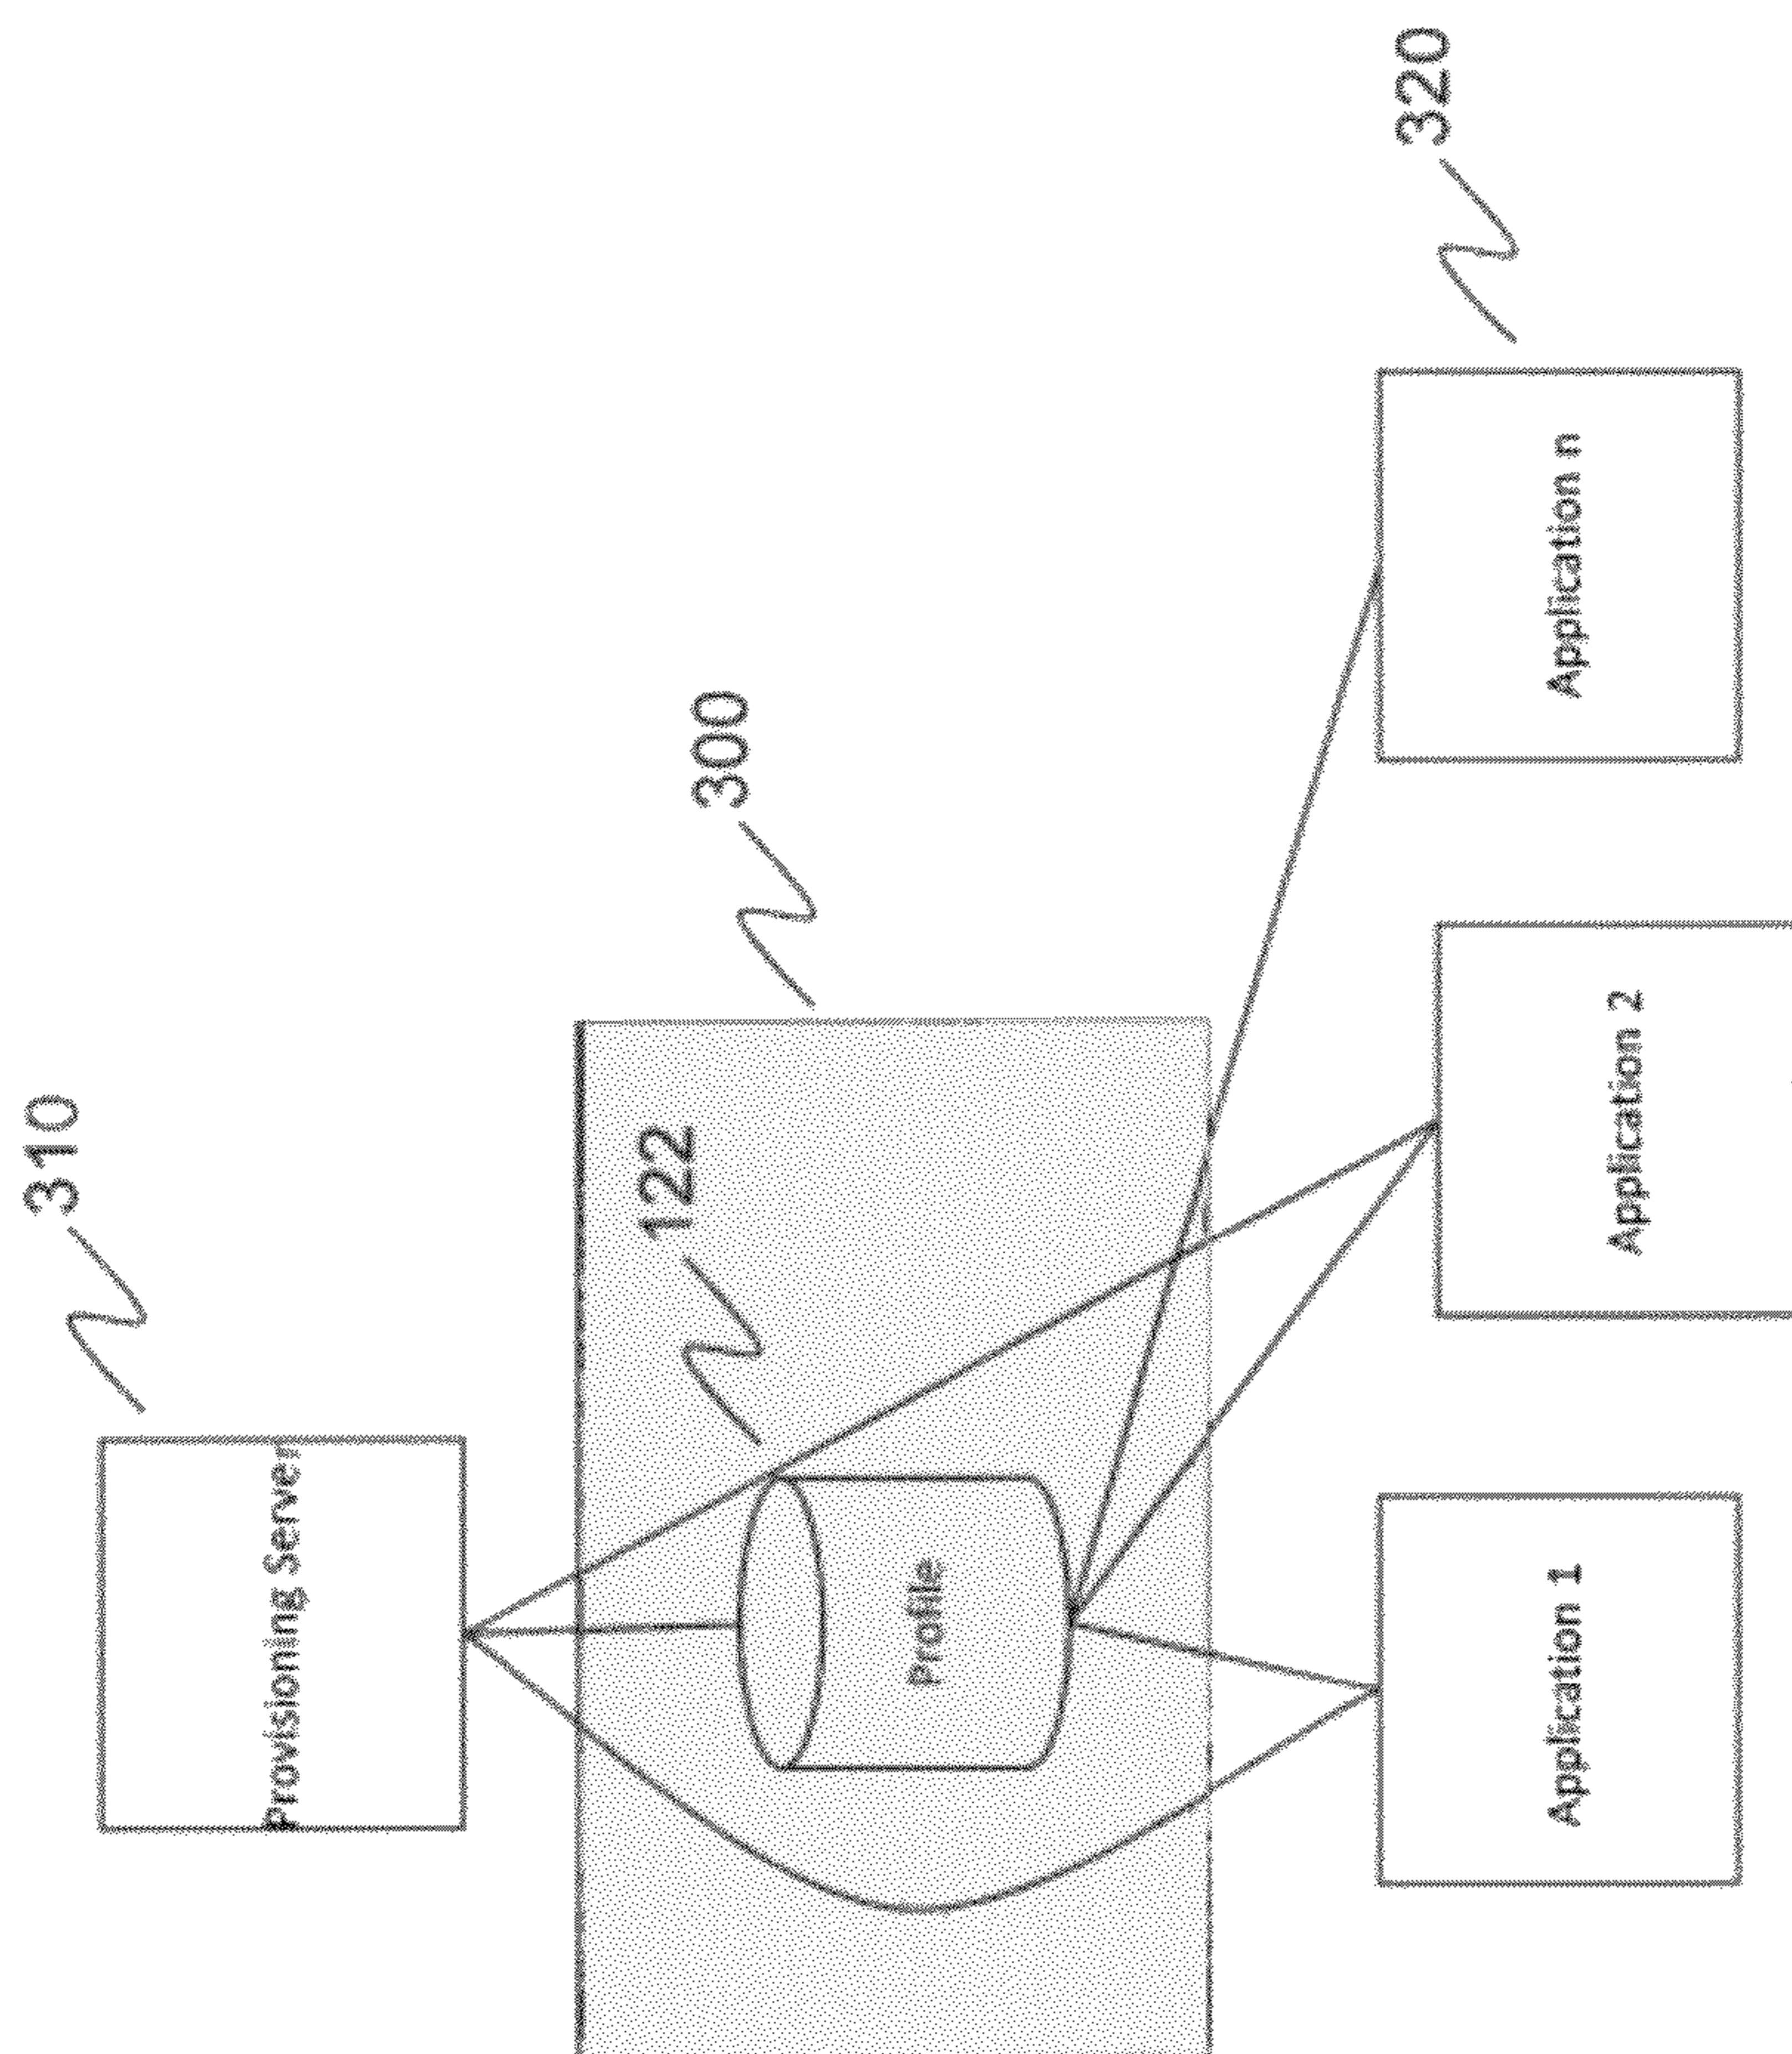 310
Provisioning Server
300
122
Profile
320
Application 1
Application 2
Application n